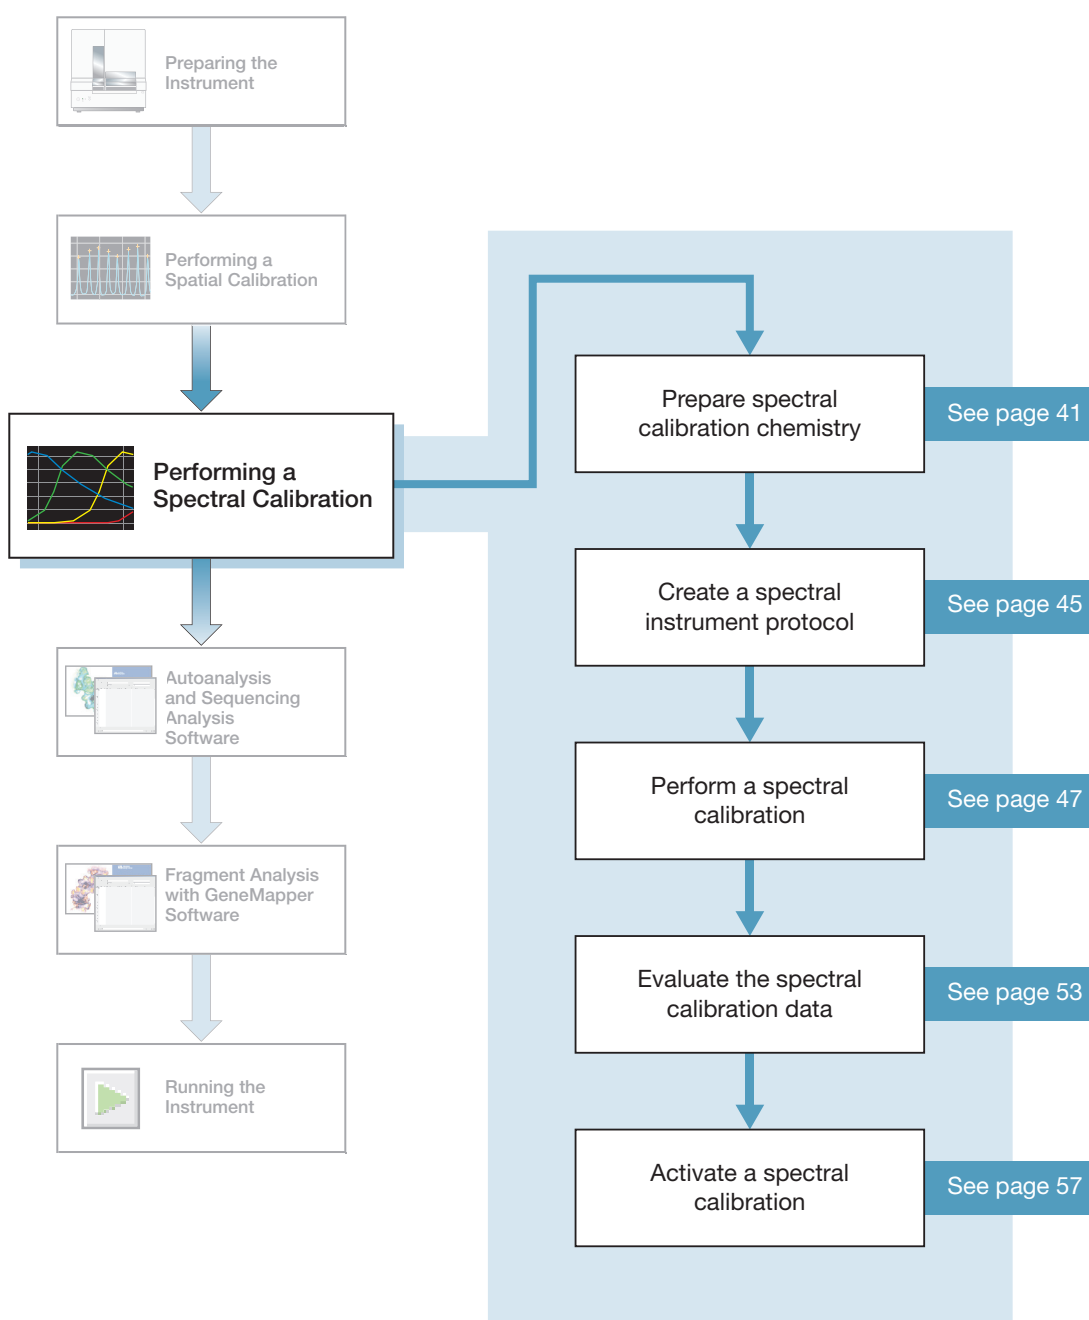 Preparing the
Instrument
Performing a
Spatial Calibration
Performing a
Spectral Calibration
Autoanalysis
and Sequencing
Analysis
Software
Fragment Analysis
with GeneMapper
Software
Running the
Instrument
Prepare spectral
calibration chemistry
See page 41
Create a spectral
instrument protocol
See page 45
Perform a spectral
calibration
See page 47
Evaluate the spectral
calibration data
See page 53
Activate a spectral
calibration
See page 57